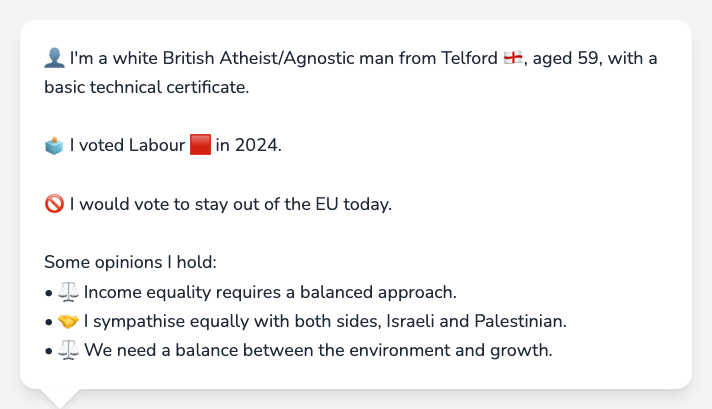 👤 I'm a white British Atheist/Agnostic man from Telford 🏴󠁧󠁢󠁥󠁮󠁧󠁿, aged 59, with a
basic technical certificate.
🗳️ I voted Labour 🟥 in 2024.
🚫 I would vote to stay out of the EU today.
Some opinions I hold:
• ⚖️ Income equality requires a balanced approach.
• 🤝 I sympathise equally with both sides, Israeli and Palestinian.
• ⚖️ We need a balance between the environment and growth.